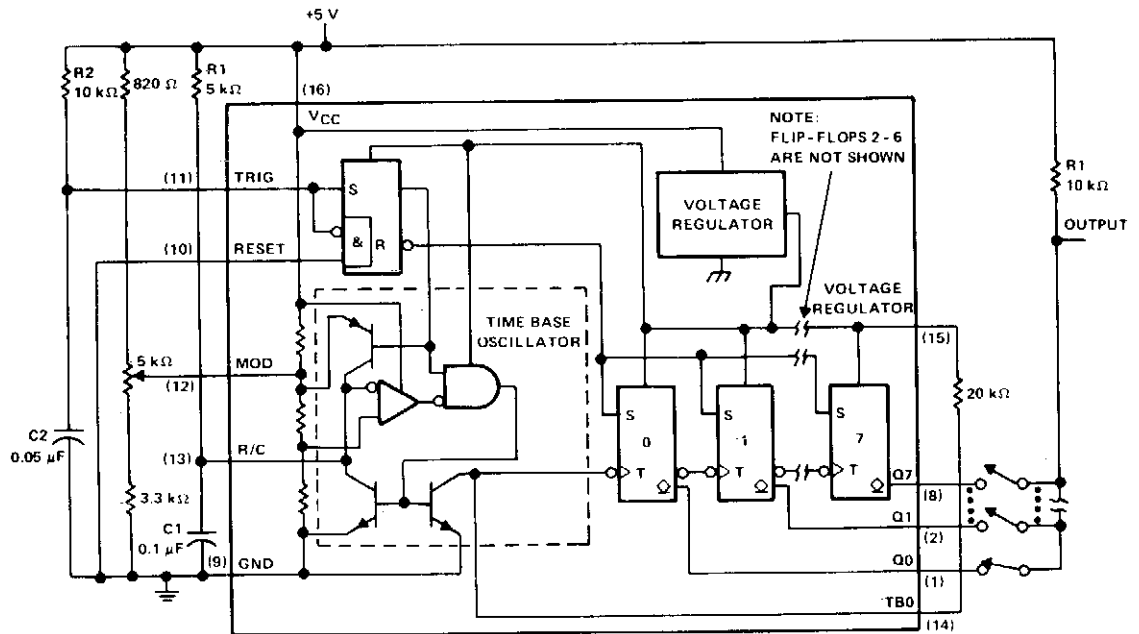 +5 V
R2
10 kΩ
820 Ω
R1
5 kΩ
(16)
VCC
NOTE:
FLIP-FLOPS 2-6
ARE NOT SHOWN
R1
10 kΩ
OUTPUT
(11)
TRIG
S
&
R
VOLTAGE
REGULATOR
(10)
RESET
TIME BASE
OSCILLATOR
VOLTAGE
REGULATOR
(15)
5 kΩ
(12)
MOD
20 kΩ
S
0
T
S
1
T
S
7
T
C2
0.05 μF
(13)
R/C
3.3 kΩ
C1
0.1 μF
(9)
GND
Q7
(8)
Q1
(2)
Q0
(1)
TB0
(14)